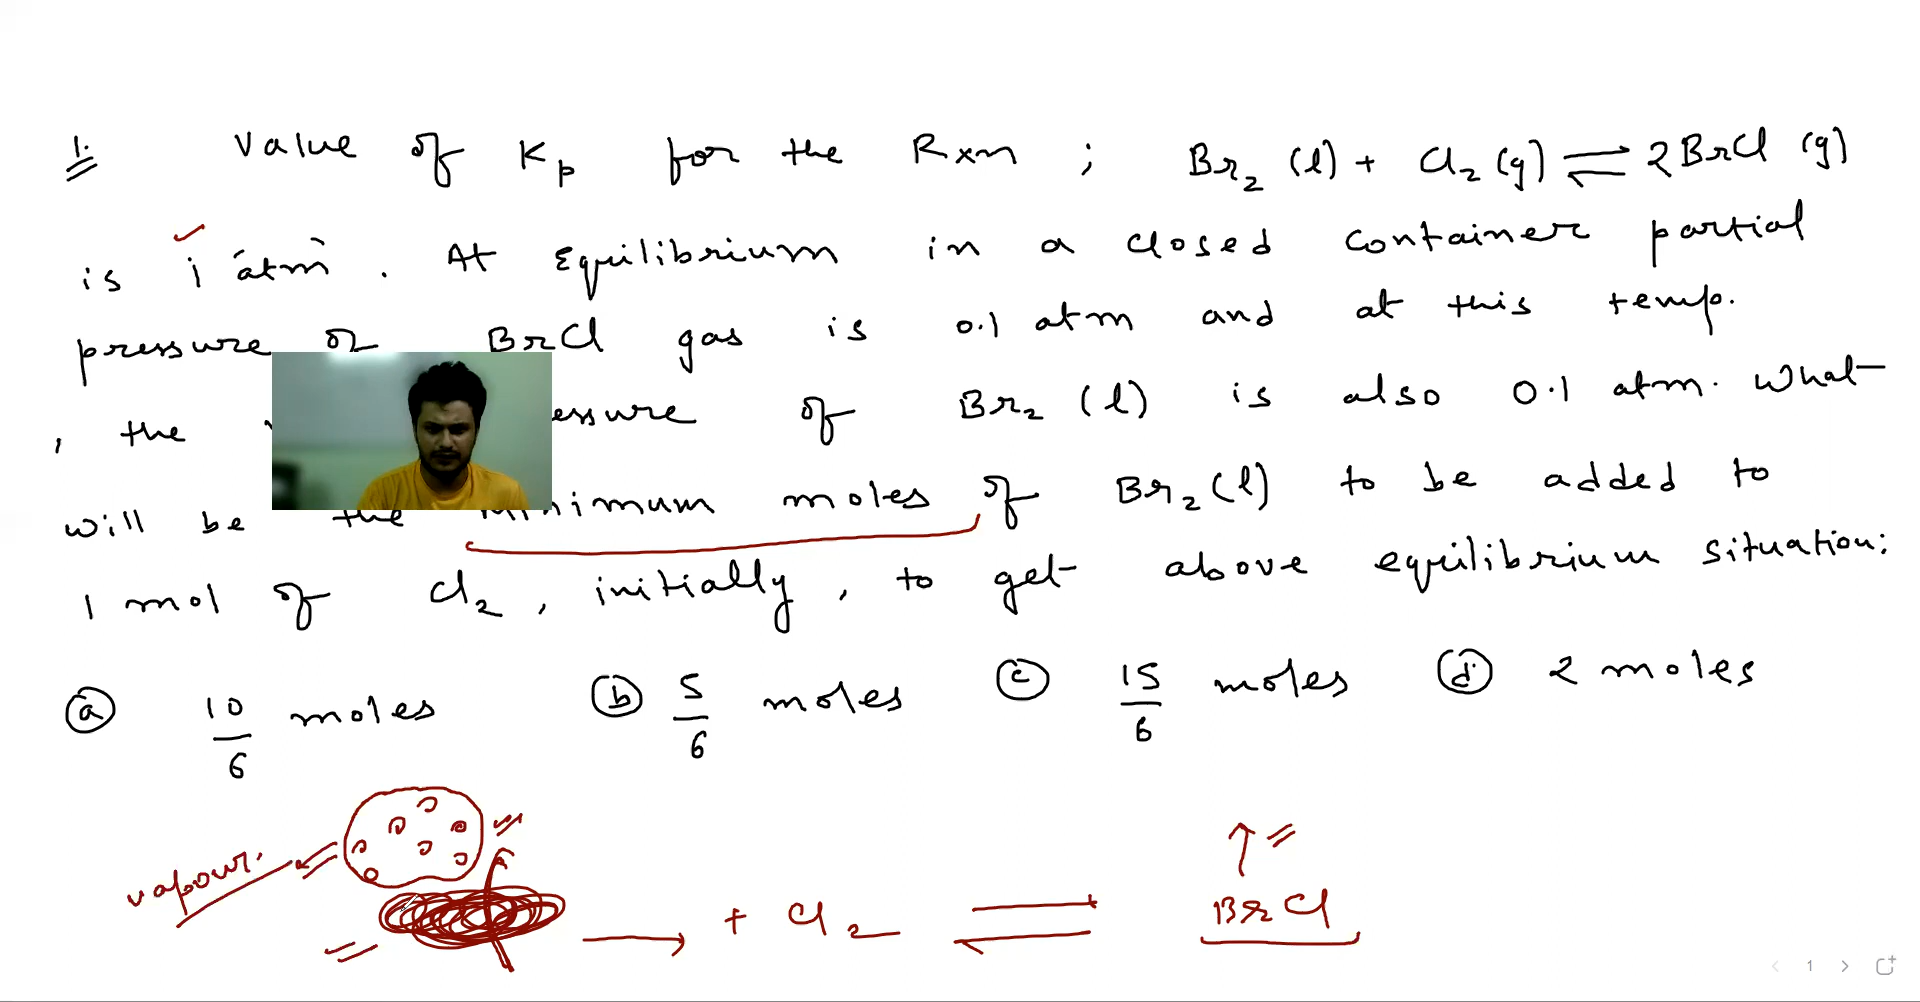 1. Value of Kp for the Rxn ; Br₂ (l) + Cl₂ (g) ⇌ 2BrCl (g)
is 1 'atm'. At Equilibrium in a closed container partial
pressure of BrCl gas is 0.1 atm and at this temp.
, the essure of Br₂ (l) is also 0.1 atm. What
will be the minimum moles of Br₂(l) to be added to
1 mol of Cl₂, initially, to get above equilibrium situation:
(a) 10/6 moles (b) 5/6 moles (c) 15/6 moles (d) 2 moles
vapour.
+ Cl₂ ⇌ BrCl
1